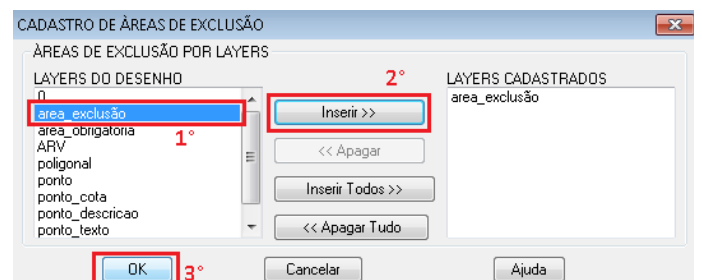 CADASTRO DE ÀREAS DE EXCLUSÃO
ÀREAS DE EXCLUSÃO POR LAYERS
LAYERS DO DESENHO
0
area_exclusão
area_obrigatoria
ARV
poligonal
ponto
ponto_cota
ponto_descricao
ponto_texto
1°
2°
Inserir >>
<< Apagar
Inserir Todos >>
<< Apagar Tudo
LAYERS CADASTRADOS
area_exclusão
OK
3°
Cancelar
Ajuda